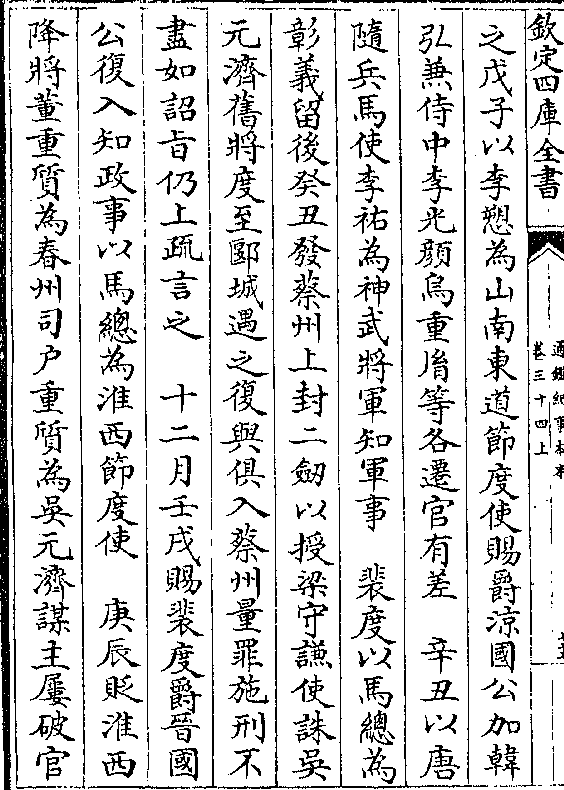 欽定四庫全書
通鑑紀事本末
卷三十四上
之戊子以李愬為山南東道節度使賜爵涼國公加韓
弘兼侍中李光顔烏重𦙍等各遷官有差　辛丑以唐
隨兵馬使李祐為神武將軍知軍事　裴度以馬總為
彰義留後癸丑發蔡州上封二劔以授梁守謙使誅吳
元濟舊將度至郾城遇之復與俱入蔡州量罪施刑不
盡如詔旨仍上疏言之　十二月壬戌賜裴度爵晉國
公復入知政事以馬總為淮西節度使　庚辰貶淮西
降將董重質為春州司户重質為吳元濟謀主屢破官